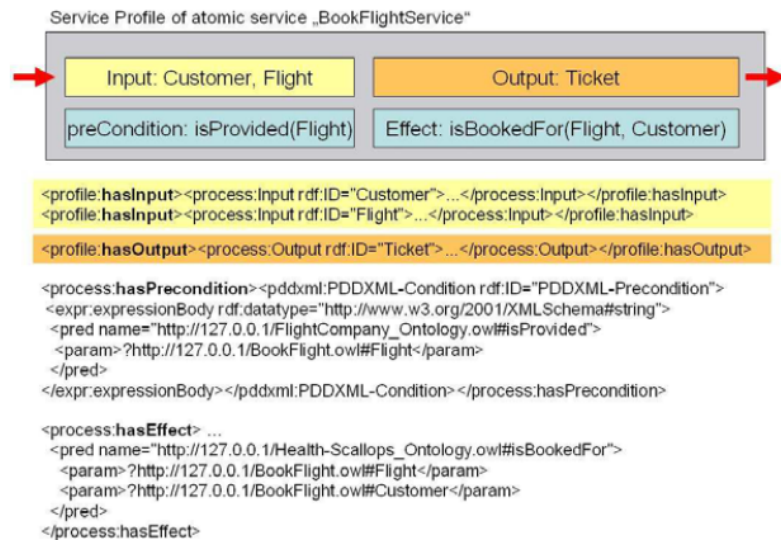 Service Profile of atomic service „BookFlightService“
Input: Customer, Flight
Output: Ticket
preCondition: isProvided(Flight)
Effect: isBookedFor(Flight, Customer)
<profile:hasInput><process:Input rdf:ID="Customer">...</process:Input></profile:hasInput>
<profile:hasInput><process:Input rdf:ID="Flight">...</process:Input></profile:hasInput>
<profile:hasOutput><process:Output rdf:ID="Ticket">...</process:Output></profile:hasOutput>
<process:hasPrecondition><pddxml:PDDXML-Condition rdf:ID="PDDXML-Precondition">
<expr:expressionBody rdf:datatype="http://www.w3.org/2001/XMLSchema#string">
<pred name="http://127.0.0.1/FlightCompany_Ontology.owl#isProvided">
<param>?http://127.0.0.1/BookFlight.owl#Flight</param>
</pred>
</expr:expressionBody></pddxml:PDDXML-Condition></process:hasPrecondition>
<process:hasEffect> ...
<pred name="http://127.0.0.1/Health-Scallops_Ontology.owl#isBookedFor">
<param>?http://127.0.0.1/BookFlight.owl#Flight</param>
<param>?http://127.0.0.1/BookFlight.owl#Customer</param>
</pred>
</process:hasEffect>